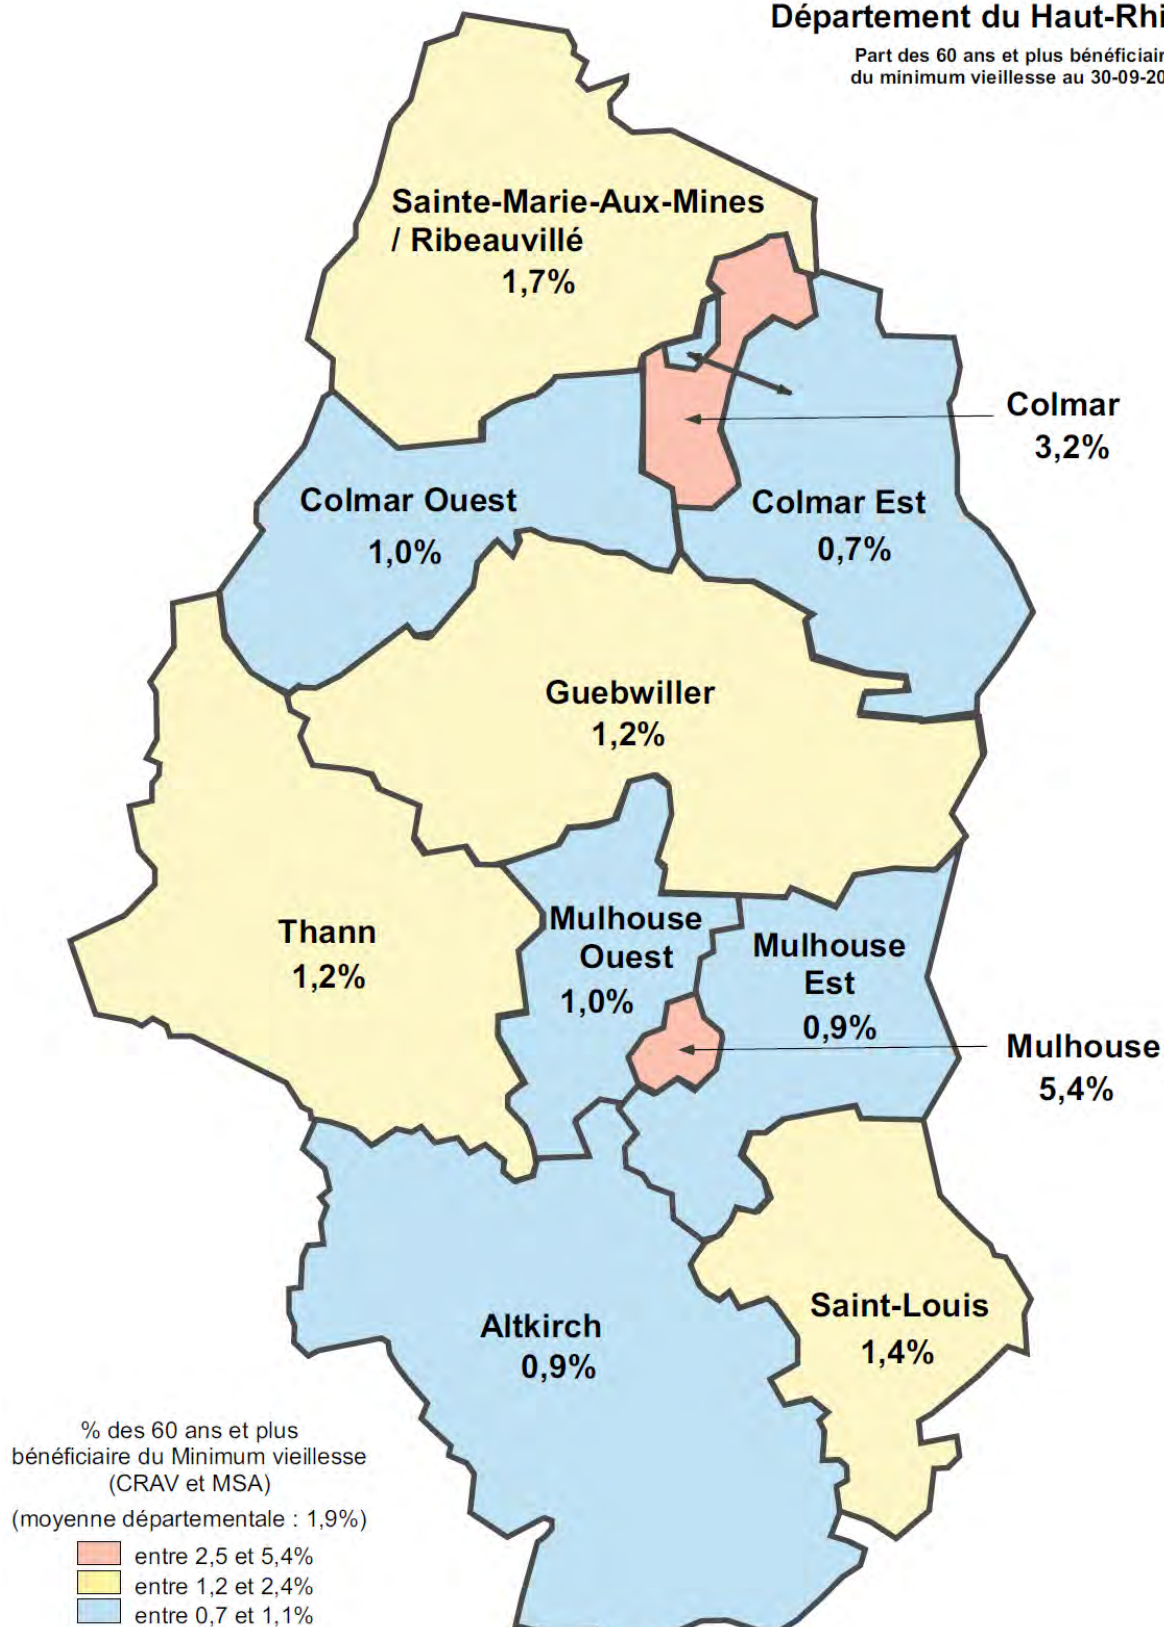 Département du Haut-Rhi
Part des 60 ans et plus bénéficiair
du minimum vieillesse au 30-09-20
Sainte-Marie-Aux-Mines
/ Ribeauvillé
1,7%
Colmar
3,2%
Colmar Ouest
1,0%
Colmar Est
0,7%
Guebwiller
1,2%
Thann
1,2%
Mulhouse
Ouest
1,0%
Mulhouse
Est
0,9%
Mulhouse
5,4%
Saint-Louis
1,4%
Altkirch
0,9%
% des 60 ans et plus
bénéficiaire du Minimum vieillesse
(CRAV et MSA)
(moyenne départementale : 1,9%)
entre 2,5 et 5,4%
entre 1,2 et 2,4%
entre 0,7 et 1,1%